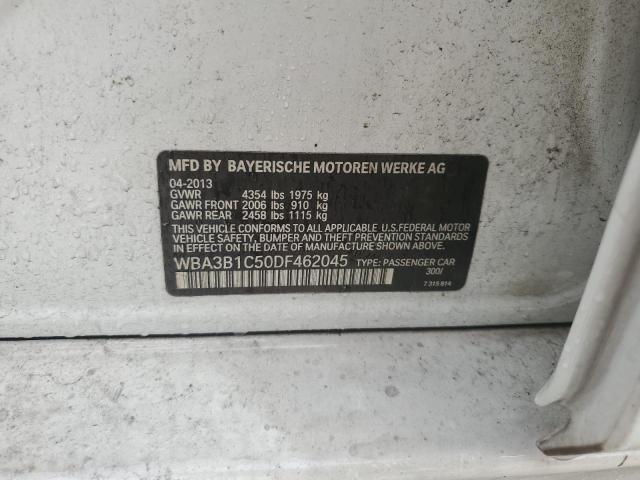 MFD BY BAYERISCHE MOTOREN WERKE AG
04-2013
GVWR 4354 lbs 1975 kg
GAWR FRONT 2006 lbs 910 kg
GAWR REAR 2458 lbs 1115 kg
THIS VEHICLE CONFORMS TO ALL APPLICABLE U.S.FEDERAL MOTOR
VEHICLE SAFETY, BUMPER AND THEFT PREVENTION STANDARDS
IN EFFECT ON THE DATE OF MANUFACTURE SHOWN ABOVE.
WBA3B1C50DF462045 TYPE: PASSENGER CAR
300/
7 315 814